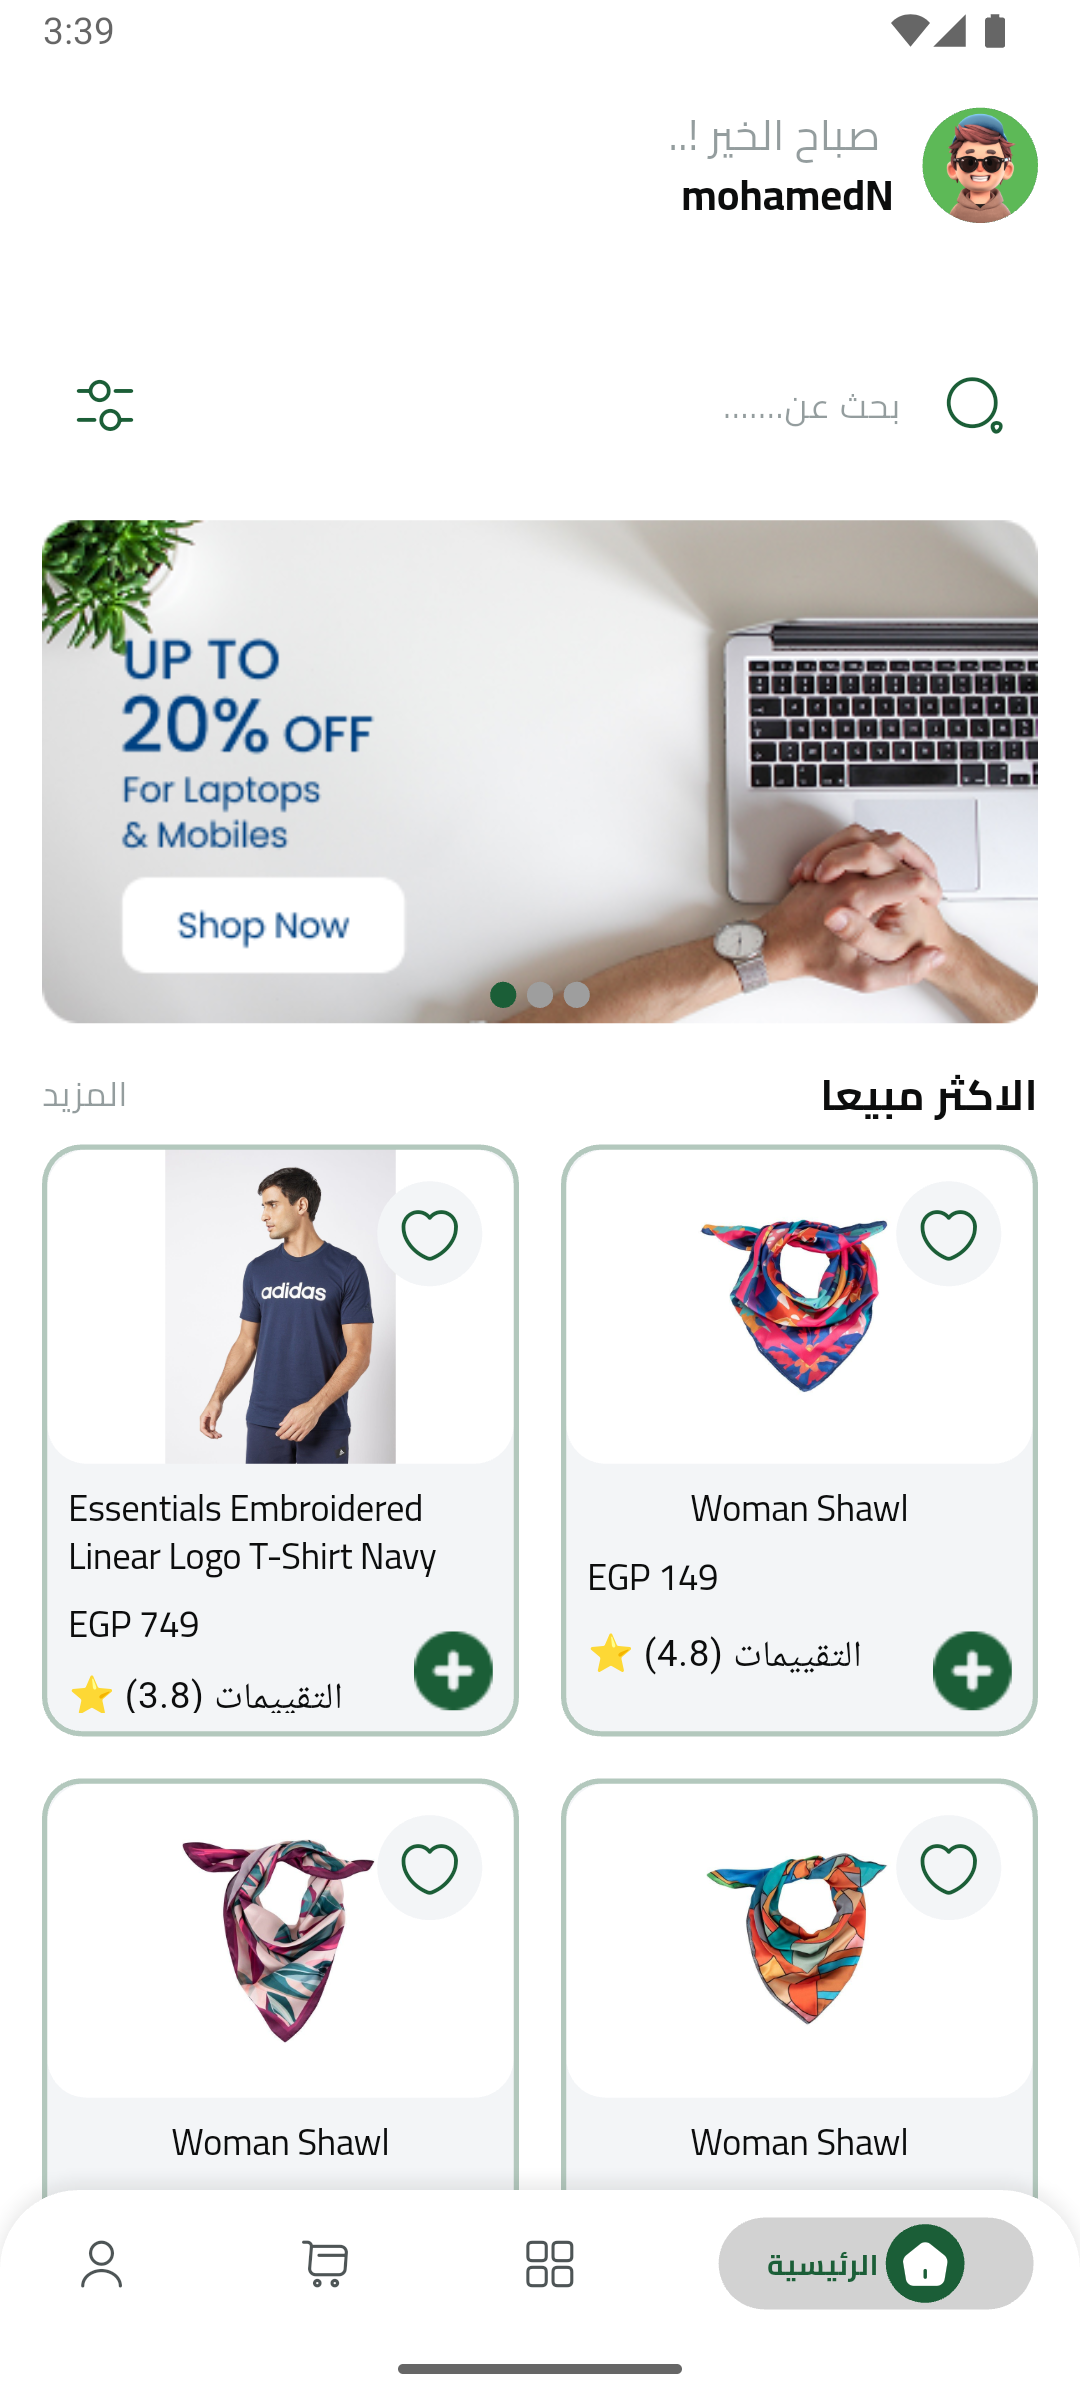 3:39
صباح الخير !..
mohamedN
بحث عن.......
UP TO
20% OFF
For Laptops
& Mobiles
Shop Now
الاكثر مبيعا
المزيد
adidas
Woman Shawl
EGP 149
⭐ (4.8) التقييمات
Essentials Embroidered
Linear Logo T-Shirt Navy
EGP 749
⭐ (3.8) التقييمات
Woman Shawl
Woman Shawl
الرئيسية